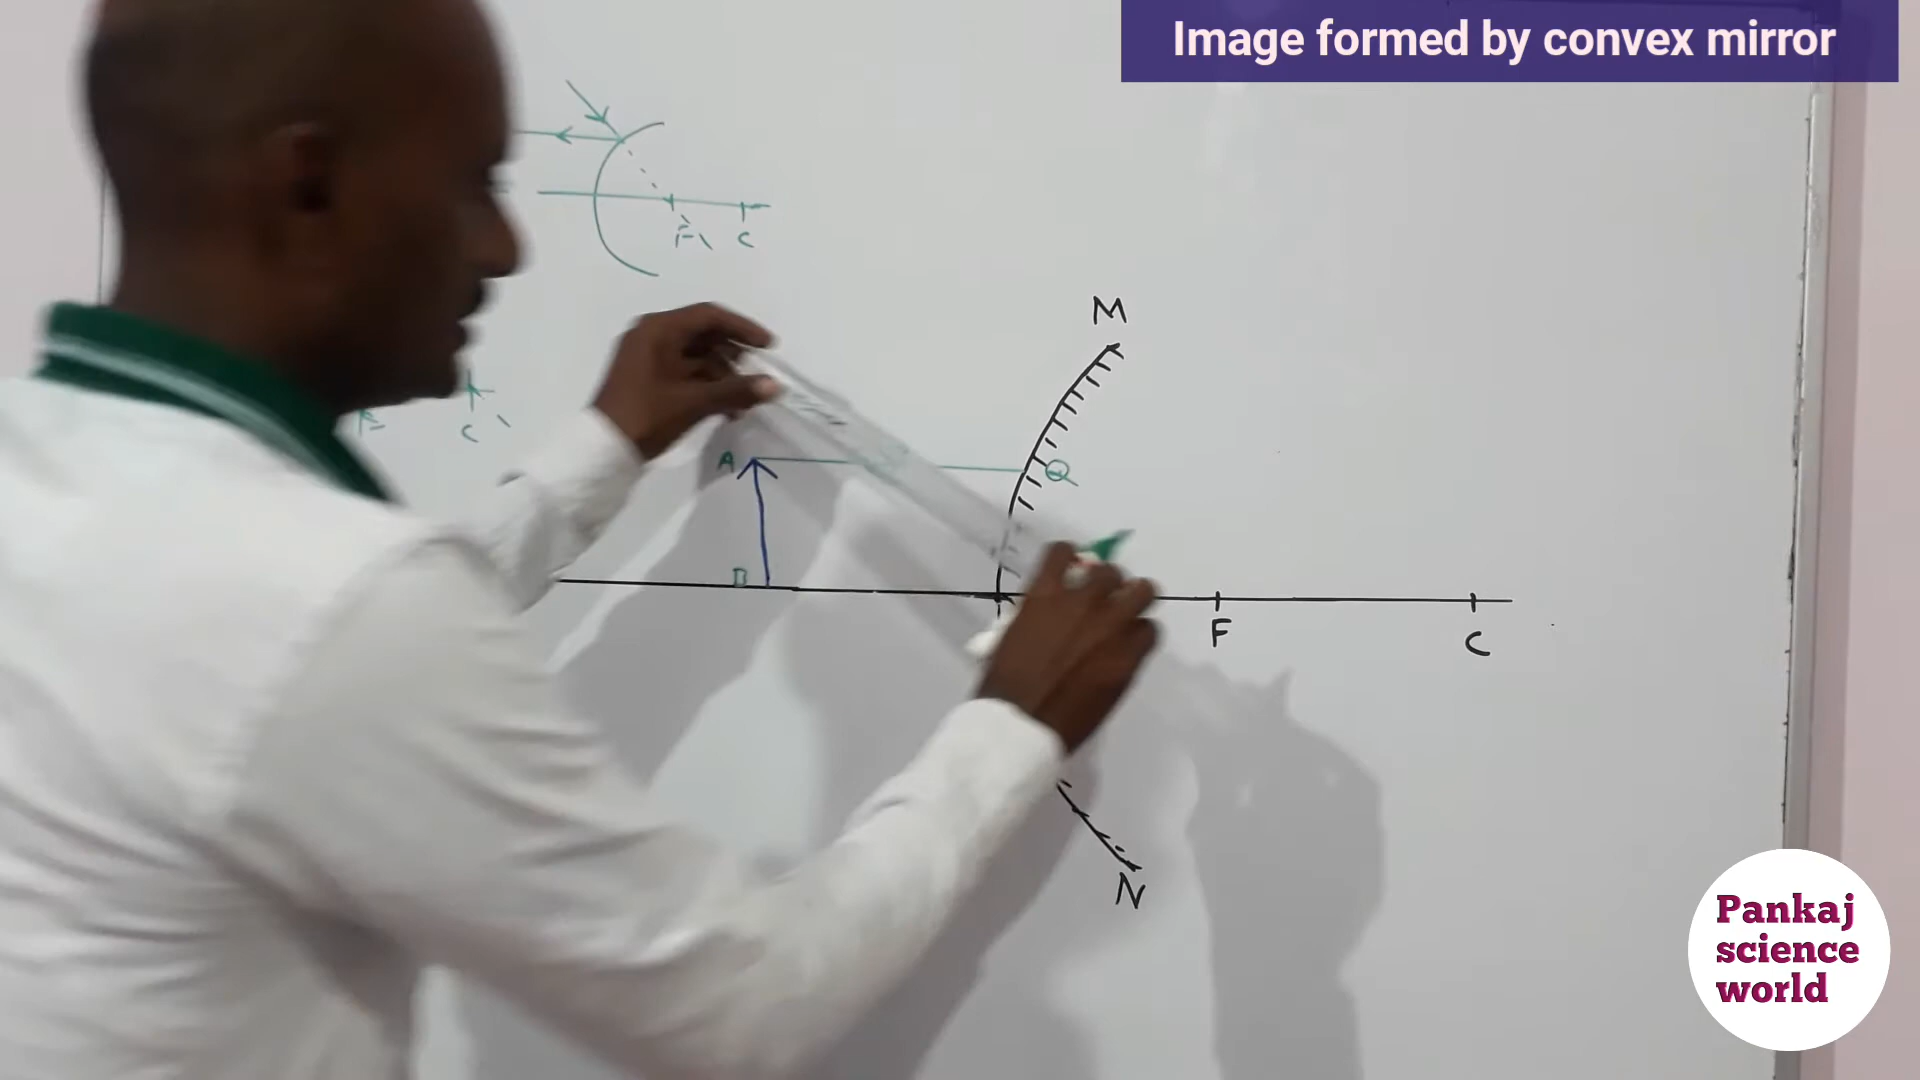 Image formed by convex mirror
F C
C
M
A Q
B
F C
N
Pankaj
science
world